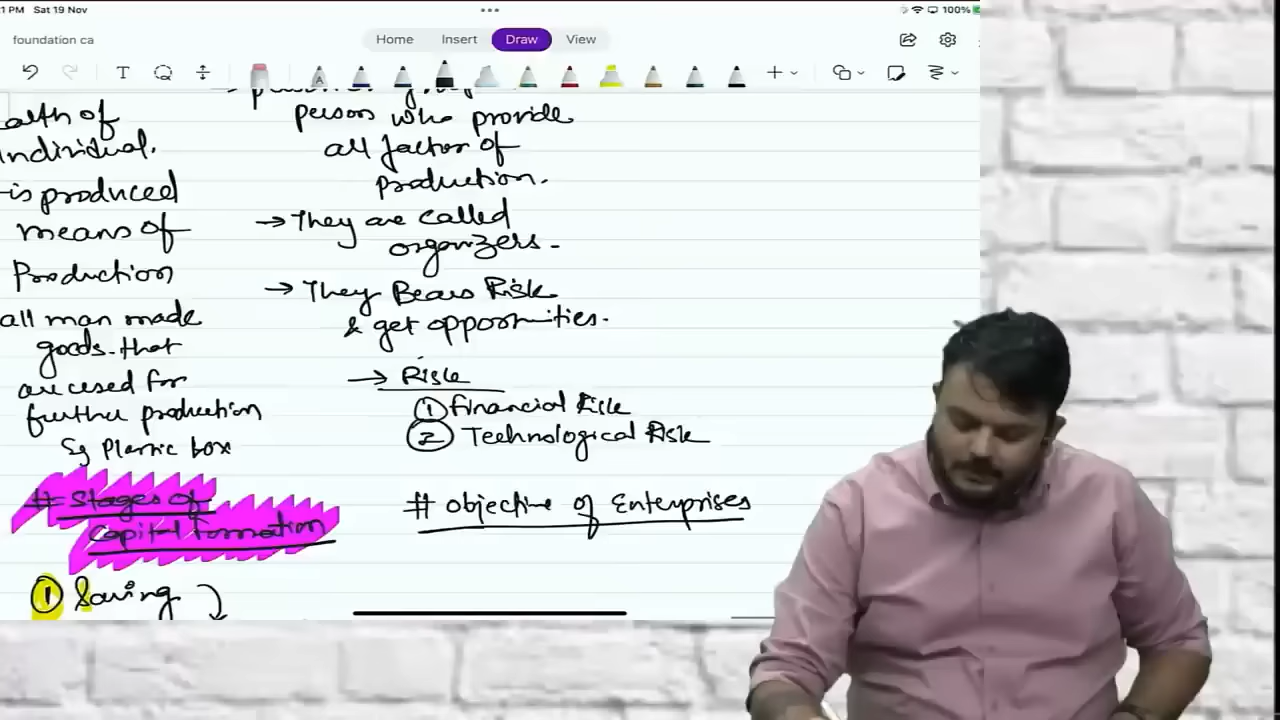 1 PM Sat 19 Nov
100%
foundation ca
Home Insert Draw View
alth of
individual.
is produced
means of
Production
all man made
goods that
are used for
further production
Eg Plastic box
# Stages of
Capital Formation
① Saving
person who provide
all factor of
production.
→ They are called
organizers.
→ They Bears Risk
& get opportunities.
→ Risk
① Financial Risk
② Technological Risk
# Objective of Enterprises